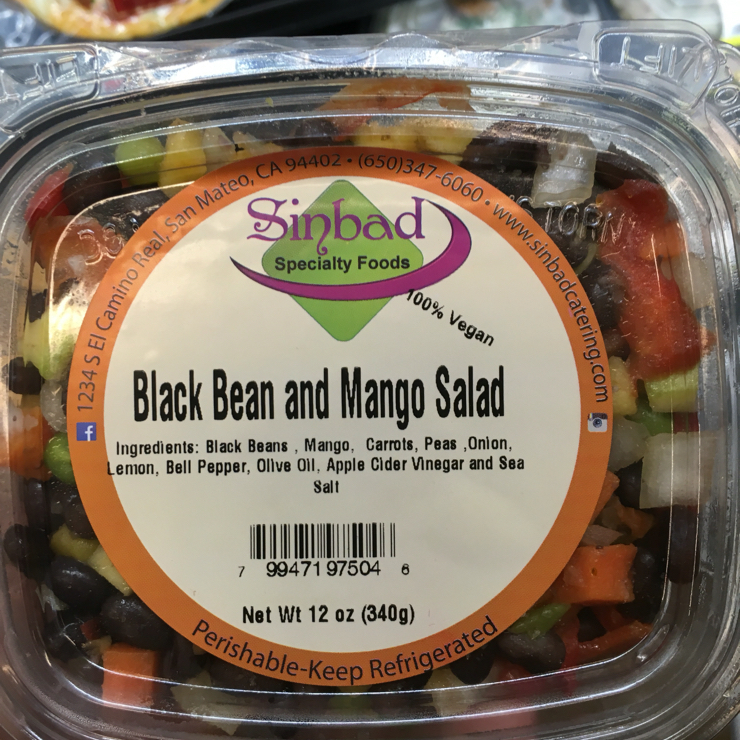 1234 S El Camino Real, San Mateo, CA 94402 • (650)347-6060 • www.sinbadcatering.com
Sinbad
Specialty Foods
100% Vegan
Black Bean and Mango Salad
Ingredients: Black Beans , Mango, Carrots, Peas ,Onion,
Lemon, Bell Pepper, Olive Oil, Apple Cider Vinegar and Sea
Salt
7 99471 97504 6
Net Wt 12 oz (340g)
Perishable-Keep Refrigerated